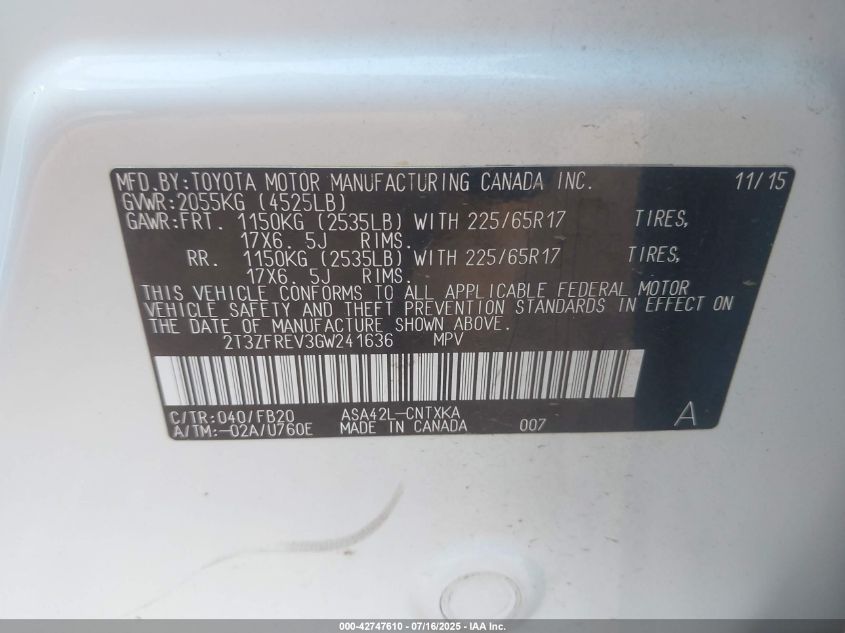 MFD.BY:TOYOTA MOTOR MANUFACTURING CANADA INC. 11/15
GVWR:2055KG (4525LB)
GAWR:FRT. 1150KG (2535LB) WITH 225/65R17 TIRES,
17X6. 5J RIMS.
RR. 1150KG (2535LB) WITH 225/65R17 TIRES,
17X6. 5J RIMS.
THIS VEHICLE CONFORMS TO ALL APPLICABLE FEDERAL MOTOR
VEHICLE SAFETY AND THEFT PREVENTION STANDARDS IN EFFECT ON
THE DATE OF MANUFACTURE SHOWN ABOVE.
2T3ZFREV3GW241636 MPV
C/TR:040/FB20 ASA42L-CNTXKA A
A/TM:-02A/U760E MADE IN CANADA 007
000-42747610 - 07/16/2025 - IAA Inc.